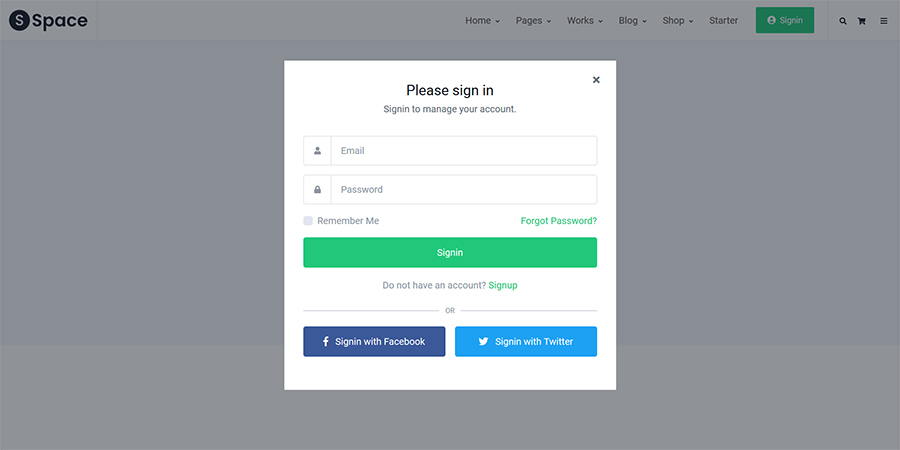 S Space Home Pages Works Blog Shop Starter Signin
Please sign in
Signin to manage your account.
Email
Password
Remember Me Forgot Password?
Signin
Do not have an account? Signup
OR
Signin with Facebook Signin with Twitter